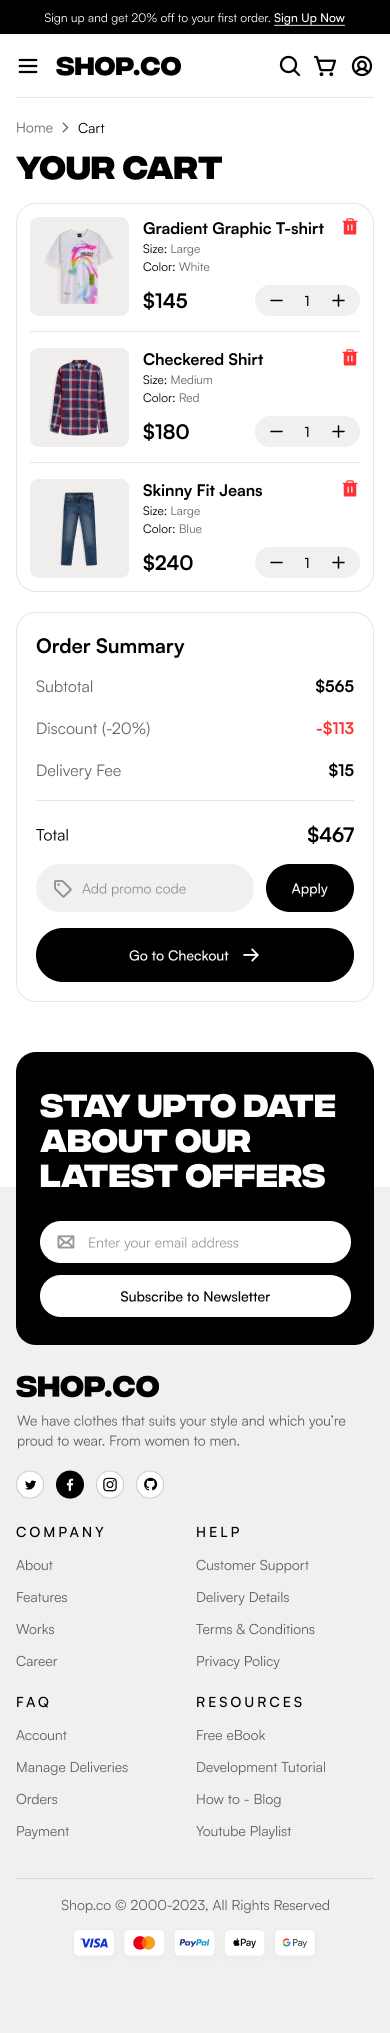 Sign up and get 20% off to your first order. Sign Up Now
SHOP.CO
Home > Cart
YOUR CART
Gradient Graphic T-shirt
Size: Large
Color: White
$145
1
Checkered Shirt
Size: Medium
Color: Red
$180
1
Skinny Fit Jeans
Size: Large
Color: Blue
$240
1
Order Summary
Subtotal $565
Discount (-20%) -$113
Delivery Fee $15
Total $467
Add promo code Apply
Go to Checkout
STAY UPTO DATE
ABOUT OUR
LATEST OFFERS
Enter your email address
Subscribe to Newsletter
SHOP.CO
We have clothes that suits your style and which you’re
proud to wear. From women to men.
COMPANY
About
Features
Works
Career
HELP
Customer Support
Delivery Details
Terms & Conditions
Privacy Policy
FAQ
Account
Manage Deliveries
Orders
Payment
RESOURCES
Free eBook
Development Tutorial
How to - Blog
Youtube Playlist
Shop.co © 2000-2023, All Rights Reserved
VISA PayPal Pay G Pay